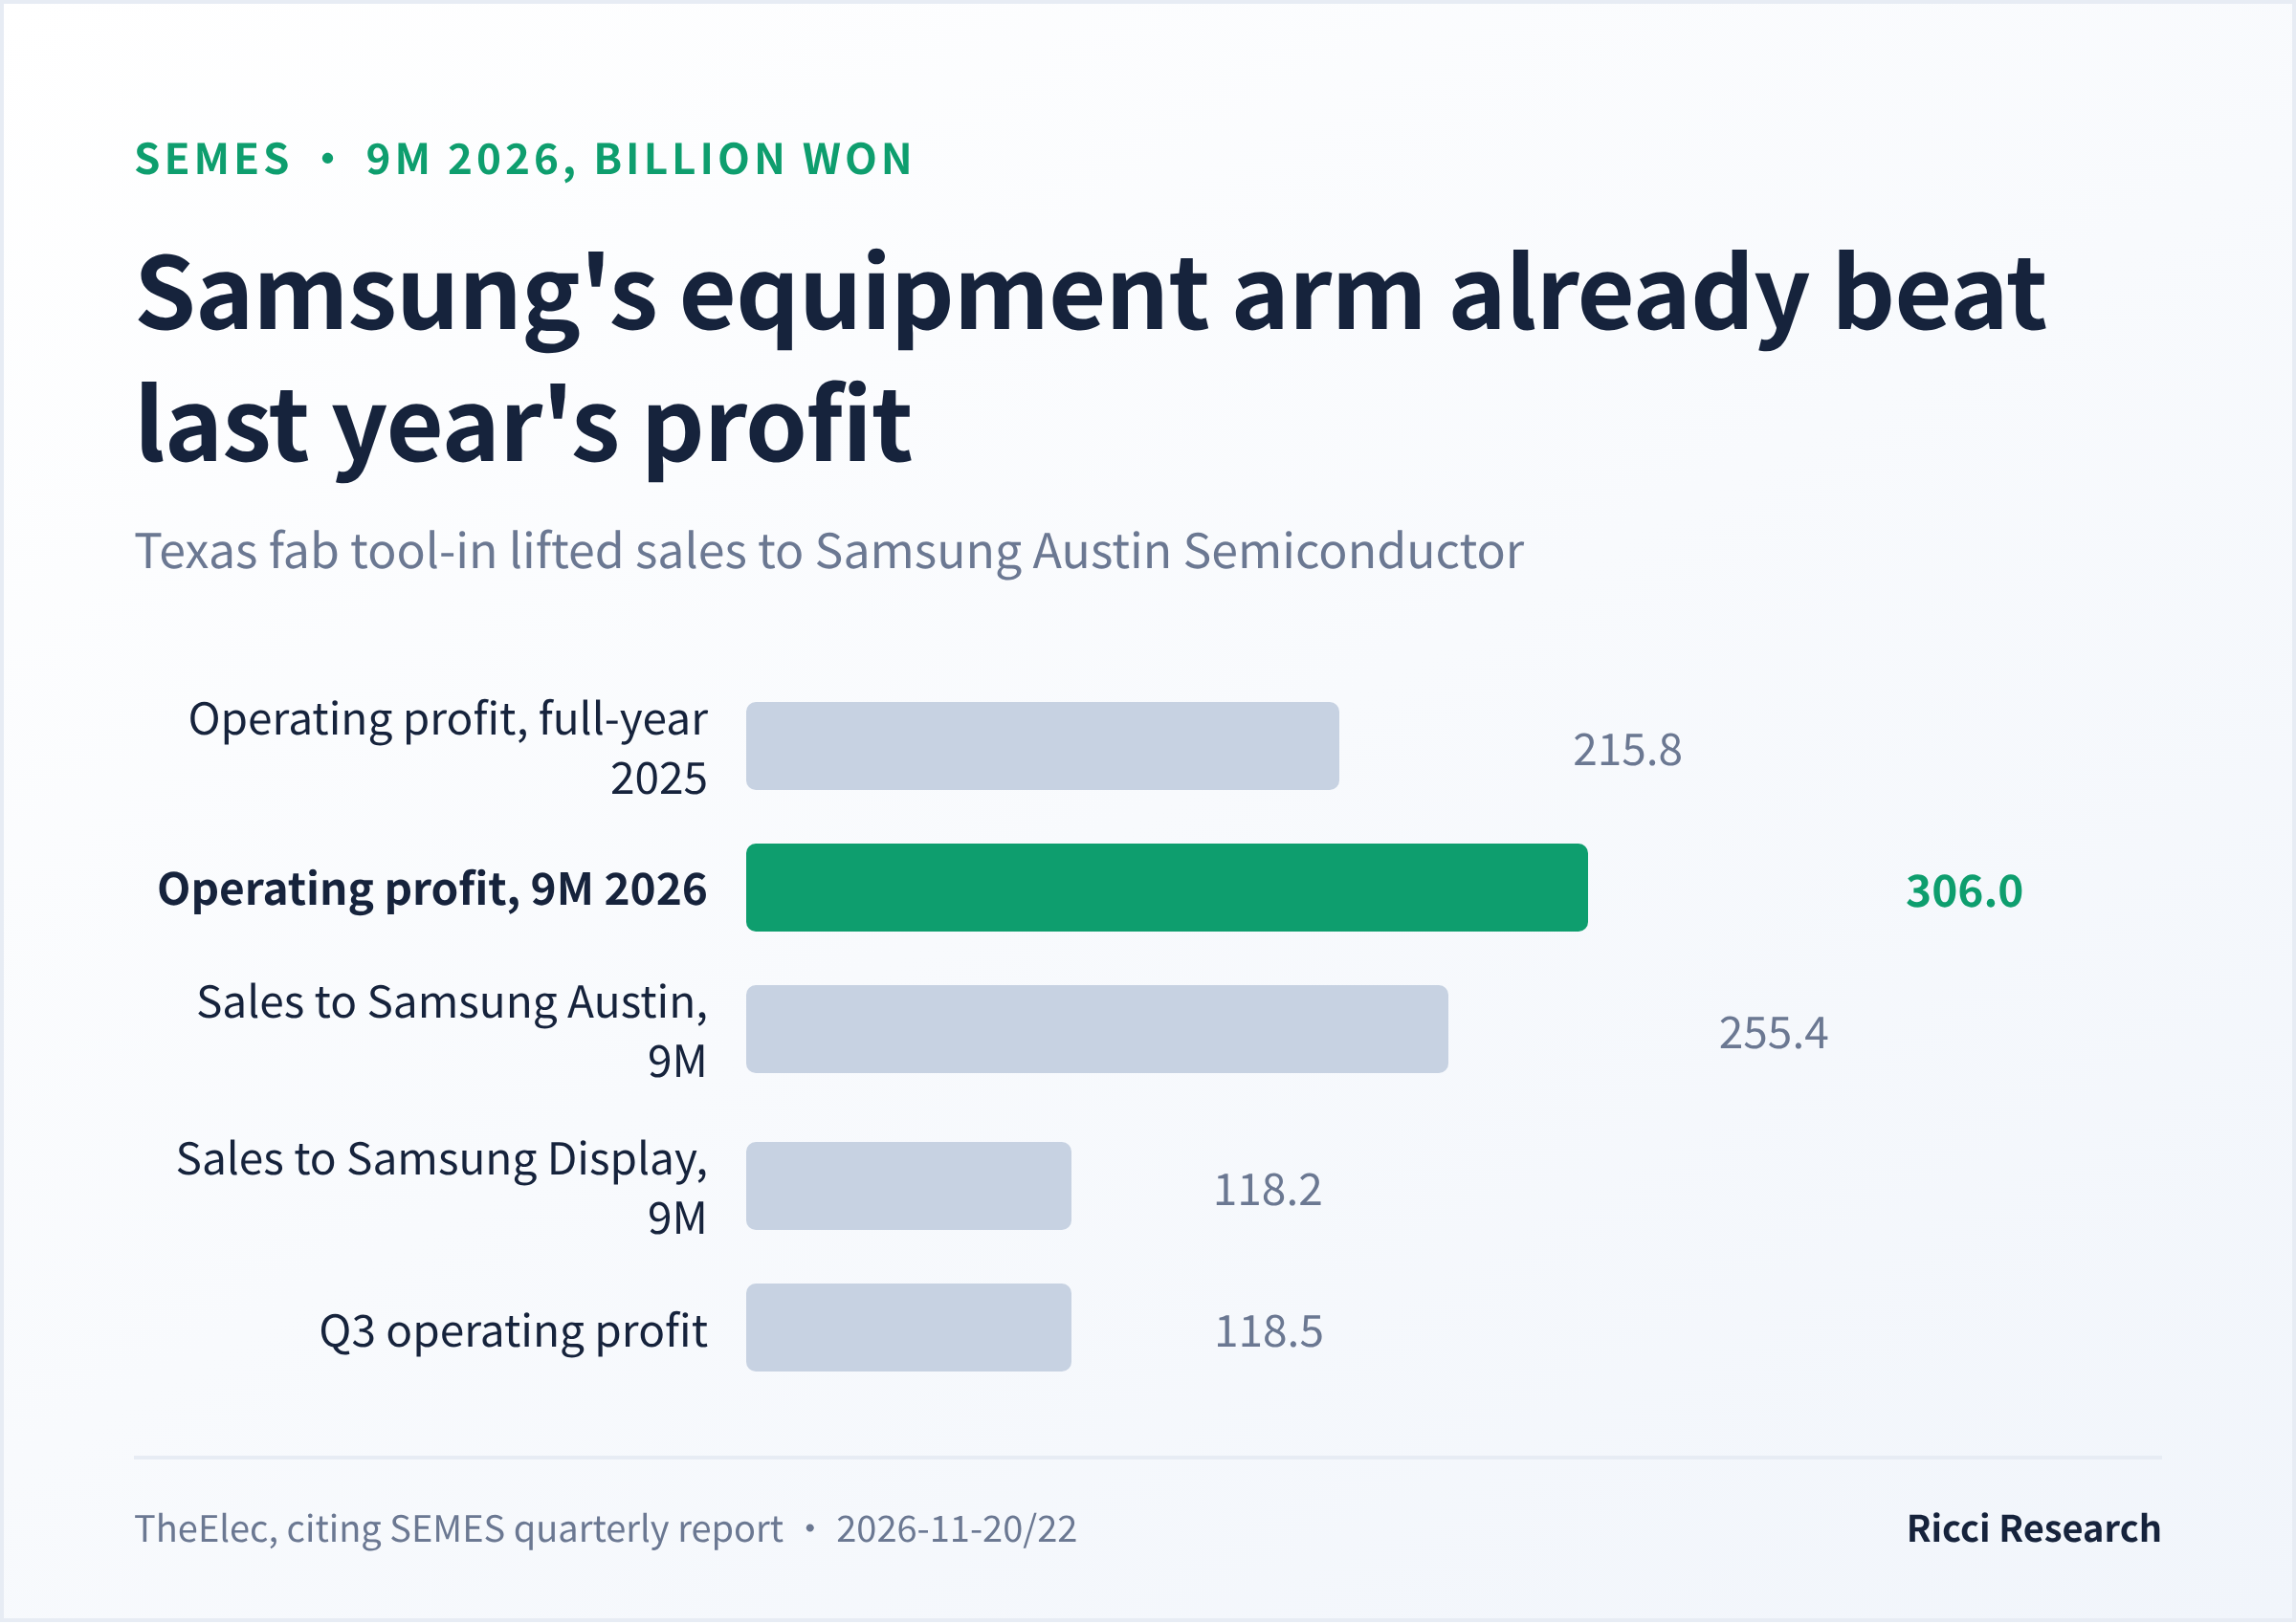 SEMES • 9M 2026, BILLION WON
Samsung's equipment arm already beat
last year's profit
Texas fab tool-in lifted sales to Samsung Austin Semiconductor
Operating profit, full-year
2025
215.8
Operating profit, 9M 2026
306.0
Sales to Samsung Austin,
9M
255.4
Sales to Samsung Display,
9M
118.2
Q3 operating profit
118.5
TheElec, citing SEMES quarterly report • 2026-11-20/22
Ricci Research